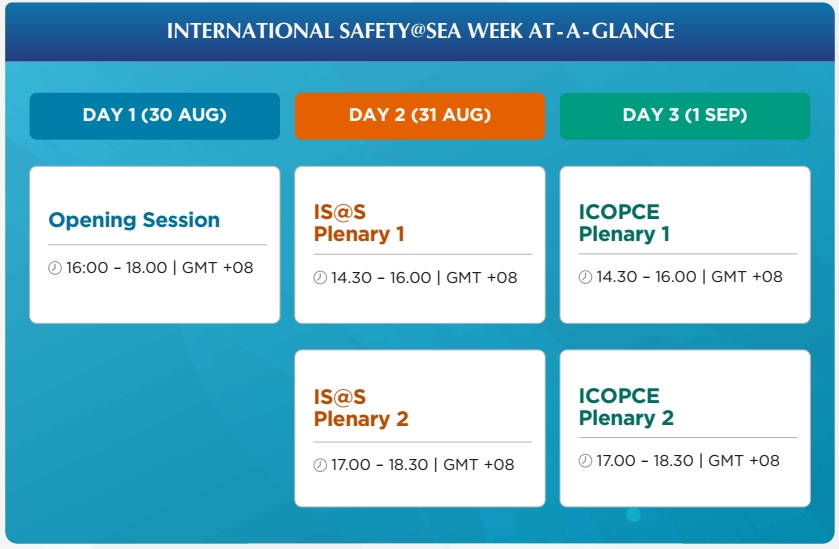 INTERNATIONAL SAFETY@SEA WEEK AT-A-GLANCE
DAY 1 (30 AUG)
DAY 2 (31 AUG)
DAY 3 (1 SEP)
Opening Session
16:00 – 18.00 | GMT +08
IS@S
Plenary 1
14.30 – 16.00 | GMT +08
ICOPCE
Plenary 1
14.30 – 16.00 | GMT +08
IS@S
Plenary 2
17.00 – 18.30 | GMT +08
ICOPCE
Plenary 2
17.00 – 18.30 | GMT +08